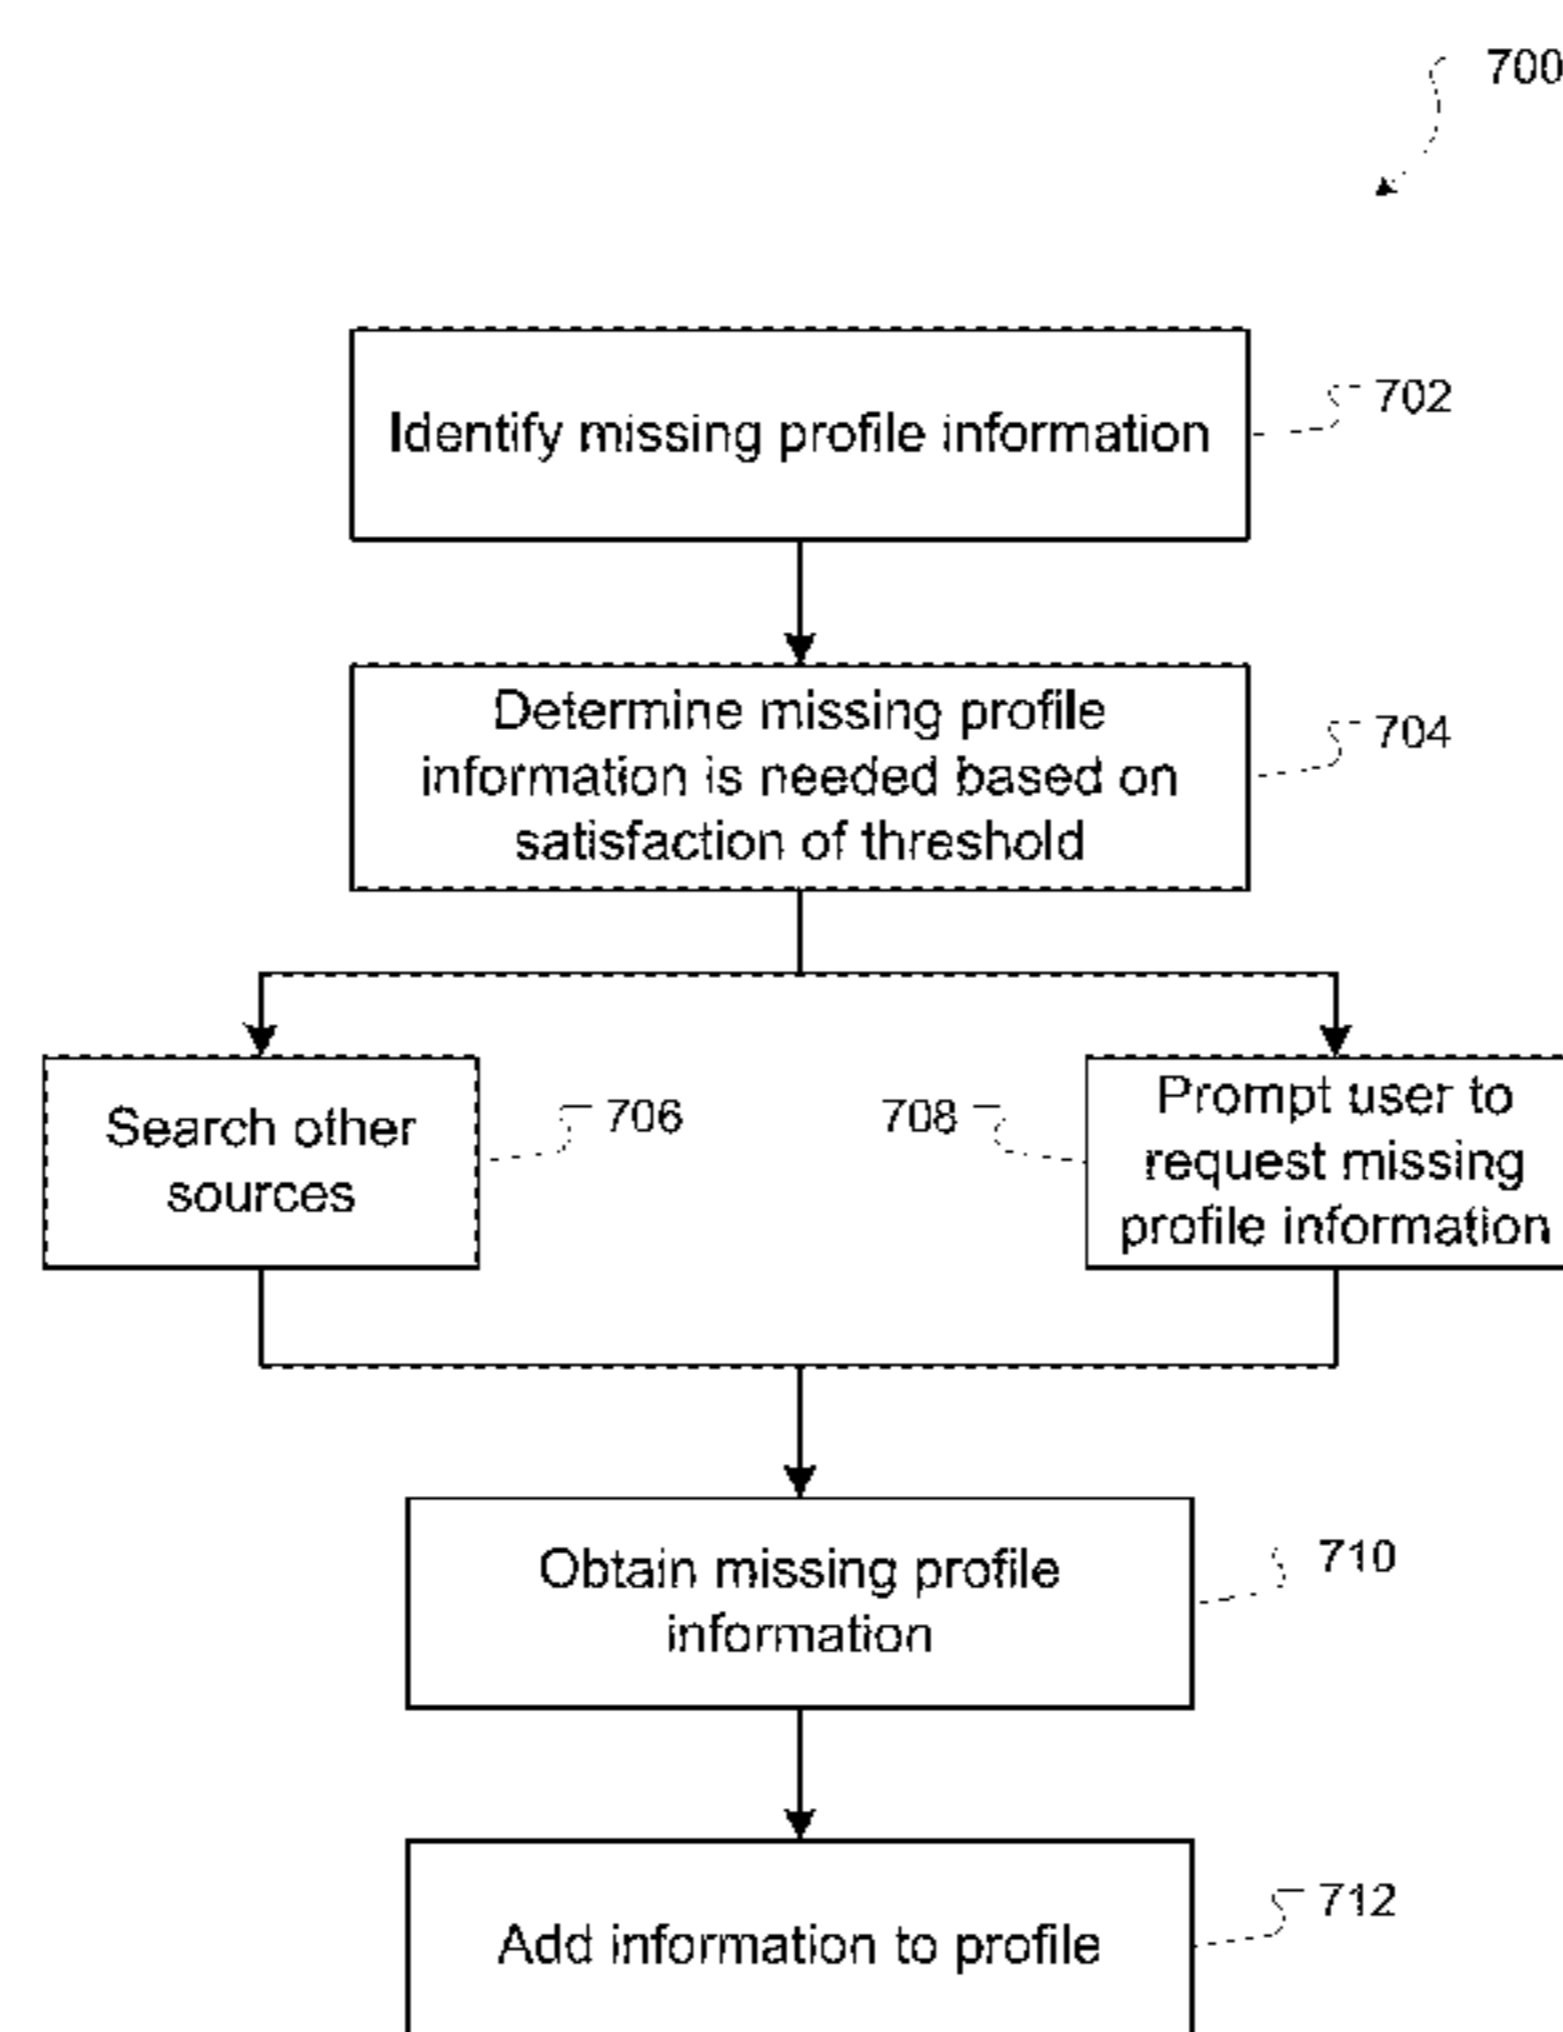 700
Identify missing profile information
702
Determine missing profile
information is needed based on
satisfaction of threshold
704
Search other
sources
706
708
Prompt user to
request missing
profile information
Obtain missing profile
information
710
Add information to profile
712